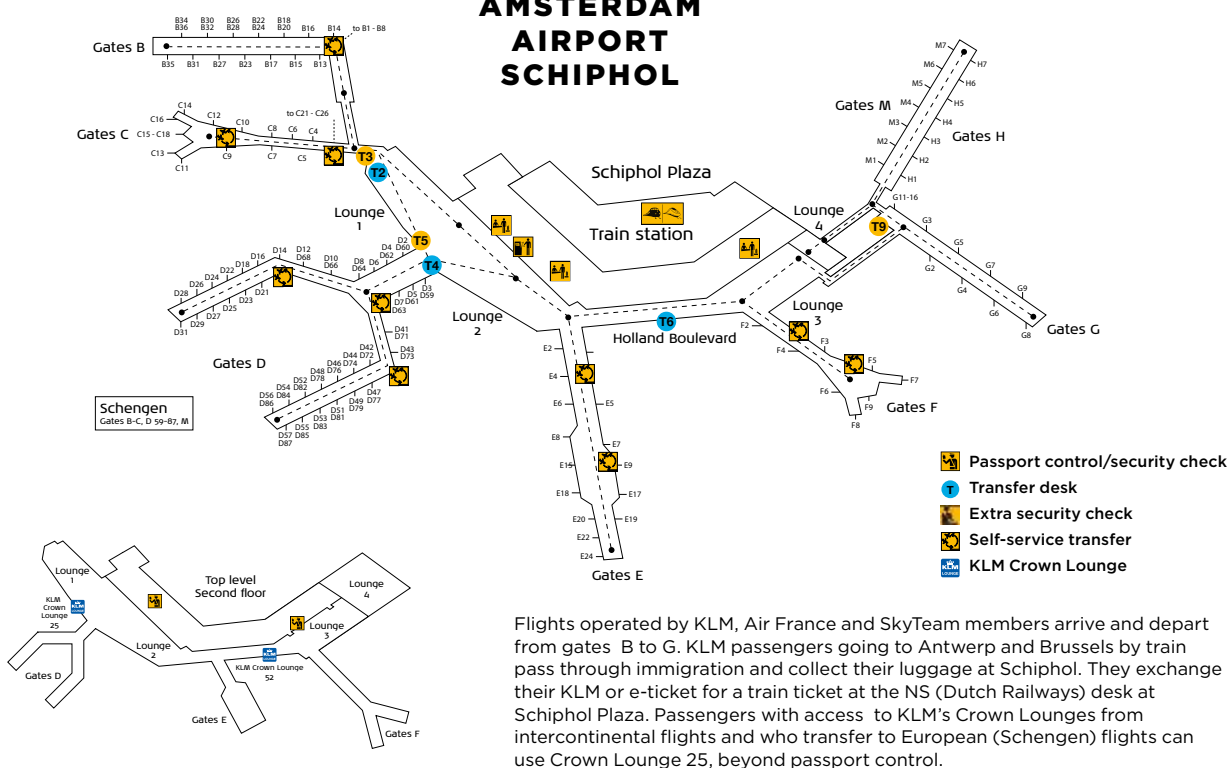 AMSTERDAM
AIRPORT
SCHIPHOL
B34 B30 B26 B22 B18
B36 B32 B28 B24 B20 B16 B14 to B1 - B8
Gates B
B35 B31 B27 B23 B17 B15 B13
C14
C16 C12 C10 to C21 - C26
Gates C C15 - C18 C8 C6 C4
C13 C9 C7 C5
C11
T3
T2
Lounge
1
T5
T4
D2
D4 D60
D62
D14 D12
D68
D10
D66
D8 D6
D64
D16
D18
D22
D24
D26
D28
D31
D29
D27
D25
D23
D21
D3
D59
D5
D61
D7
D63
D41
D71
D43
D73
D42
D72
D44
D74
D46
D76
D48
D78
D52
D82
D54
D84
D56
D86
D47
D77
D49
D79
D51
D81
D53
D83
D55
D85
D57
D87
Gates D
Schengen
Gates B-C, D 59-87, M
Lounge
2
Schiphol Plaza
Train station
T6
Holland Boulevard
E2
E4
E6 E5
E8 E7
E15 E9
E18 E17
E20 E19
E22
E24
Gates E
Lounge
4
T9
Lounge
3
F2
F4 F3
F5
F6 F7
F9
F8
Gates F
M7
M6 H7
M5 H6
Gates M M4 H5
M3 H4
Gates H
M2 H3
M1 H2
H1
G11-16
G3
G5
G2
G7
G4
G9
G6
G8
Gates G
Passport control/security check
T Transfer desk
Extra security check
Self-service transfer
KLM LOUNGE KLM Crown Lounge
Lounge
1
Top level
Second floor
Lounge
4
KLM
Crown
Lounge
25
KLM LOUNGE
Lounge
2
Lounge
3
KLM LOUNGE
KLM Crown Lounge
52
Gates D
Gates E
Gates F
Flights operated by KLM, Air France and SkyTeam members arrive and depart
from gates B to G. KLM passengers going to Antwerp and Brussels by train
pass through immigration and collect their luggage at Schiphol. They exchange
their KLM or e-ticket for a train ticket at the NS (Dutch Railways) desk at
Schiphol Plaza. Passengers with access to KLM's Crown Lounges from
intercontinental flights and who transfer to European (Schengen) flights can
use Crown Lounge 25, beyond passport control.